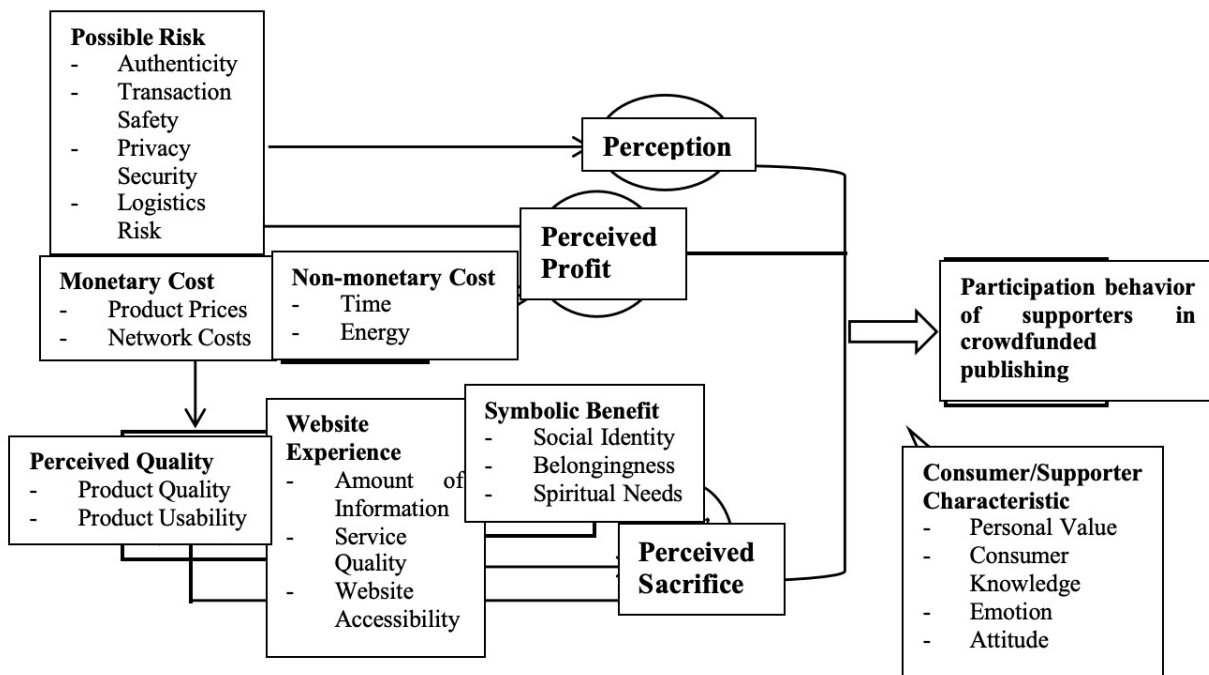 Possible Risk
- Authenticity
- Transaction
Safety
- Privacy
Security
- Logistics
Risk
Perception
Perceived
Profit
Monetary Cost
- Product Prices
- Network Costs
Non-monetary Cost
- Time
- Energy
Participation behavior
of supporters in
crowdfunded
publishing
Perceived Quality
- Product Quality
- Product Usability
Website
Experience
- Amount of
Information
- Service
Quality
- Website
Accessibility
Symbolic Benefit
- Social Identity
- Belongingness
- Spiritual Needs
Perceived
Sacrifice
Consumer/Supporter
Characteristic
- Personal Value
- Consumer
Knowledge
- Emotion
- Attitude